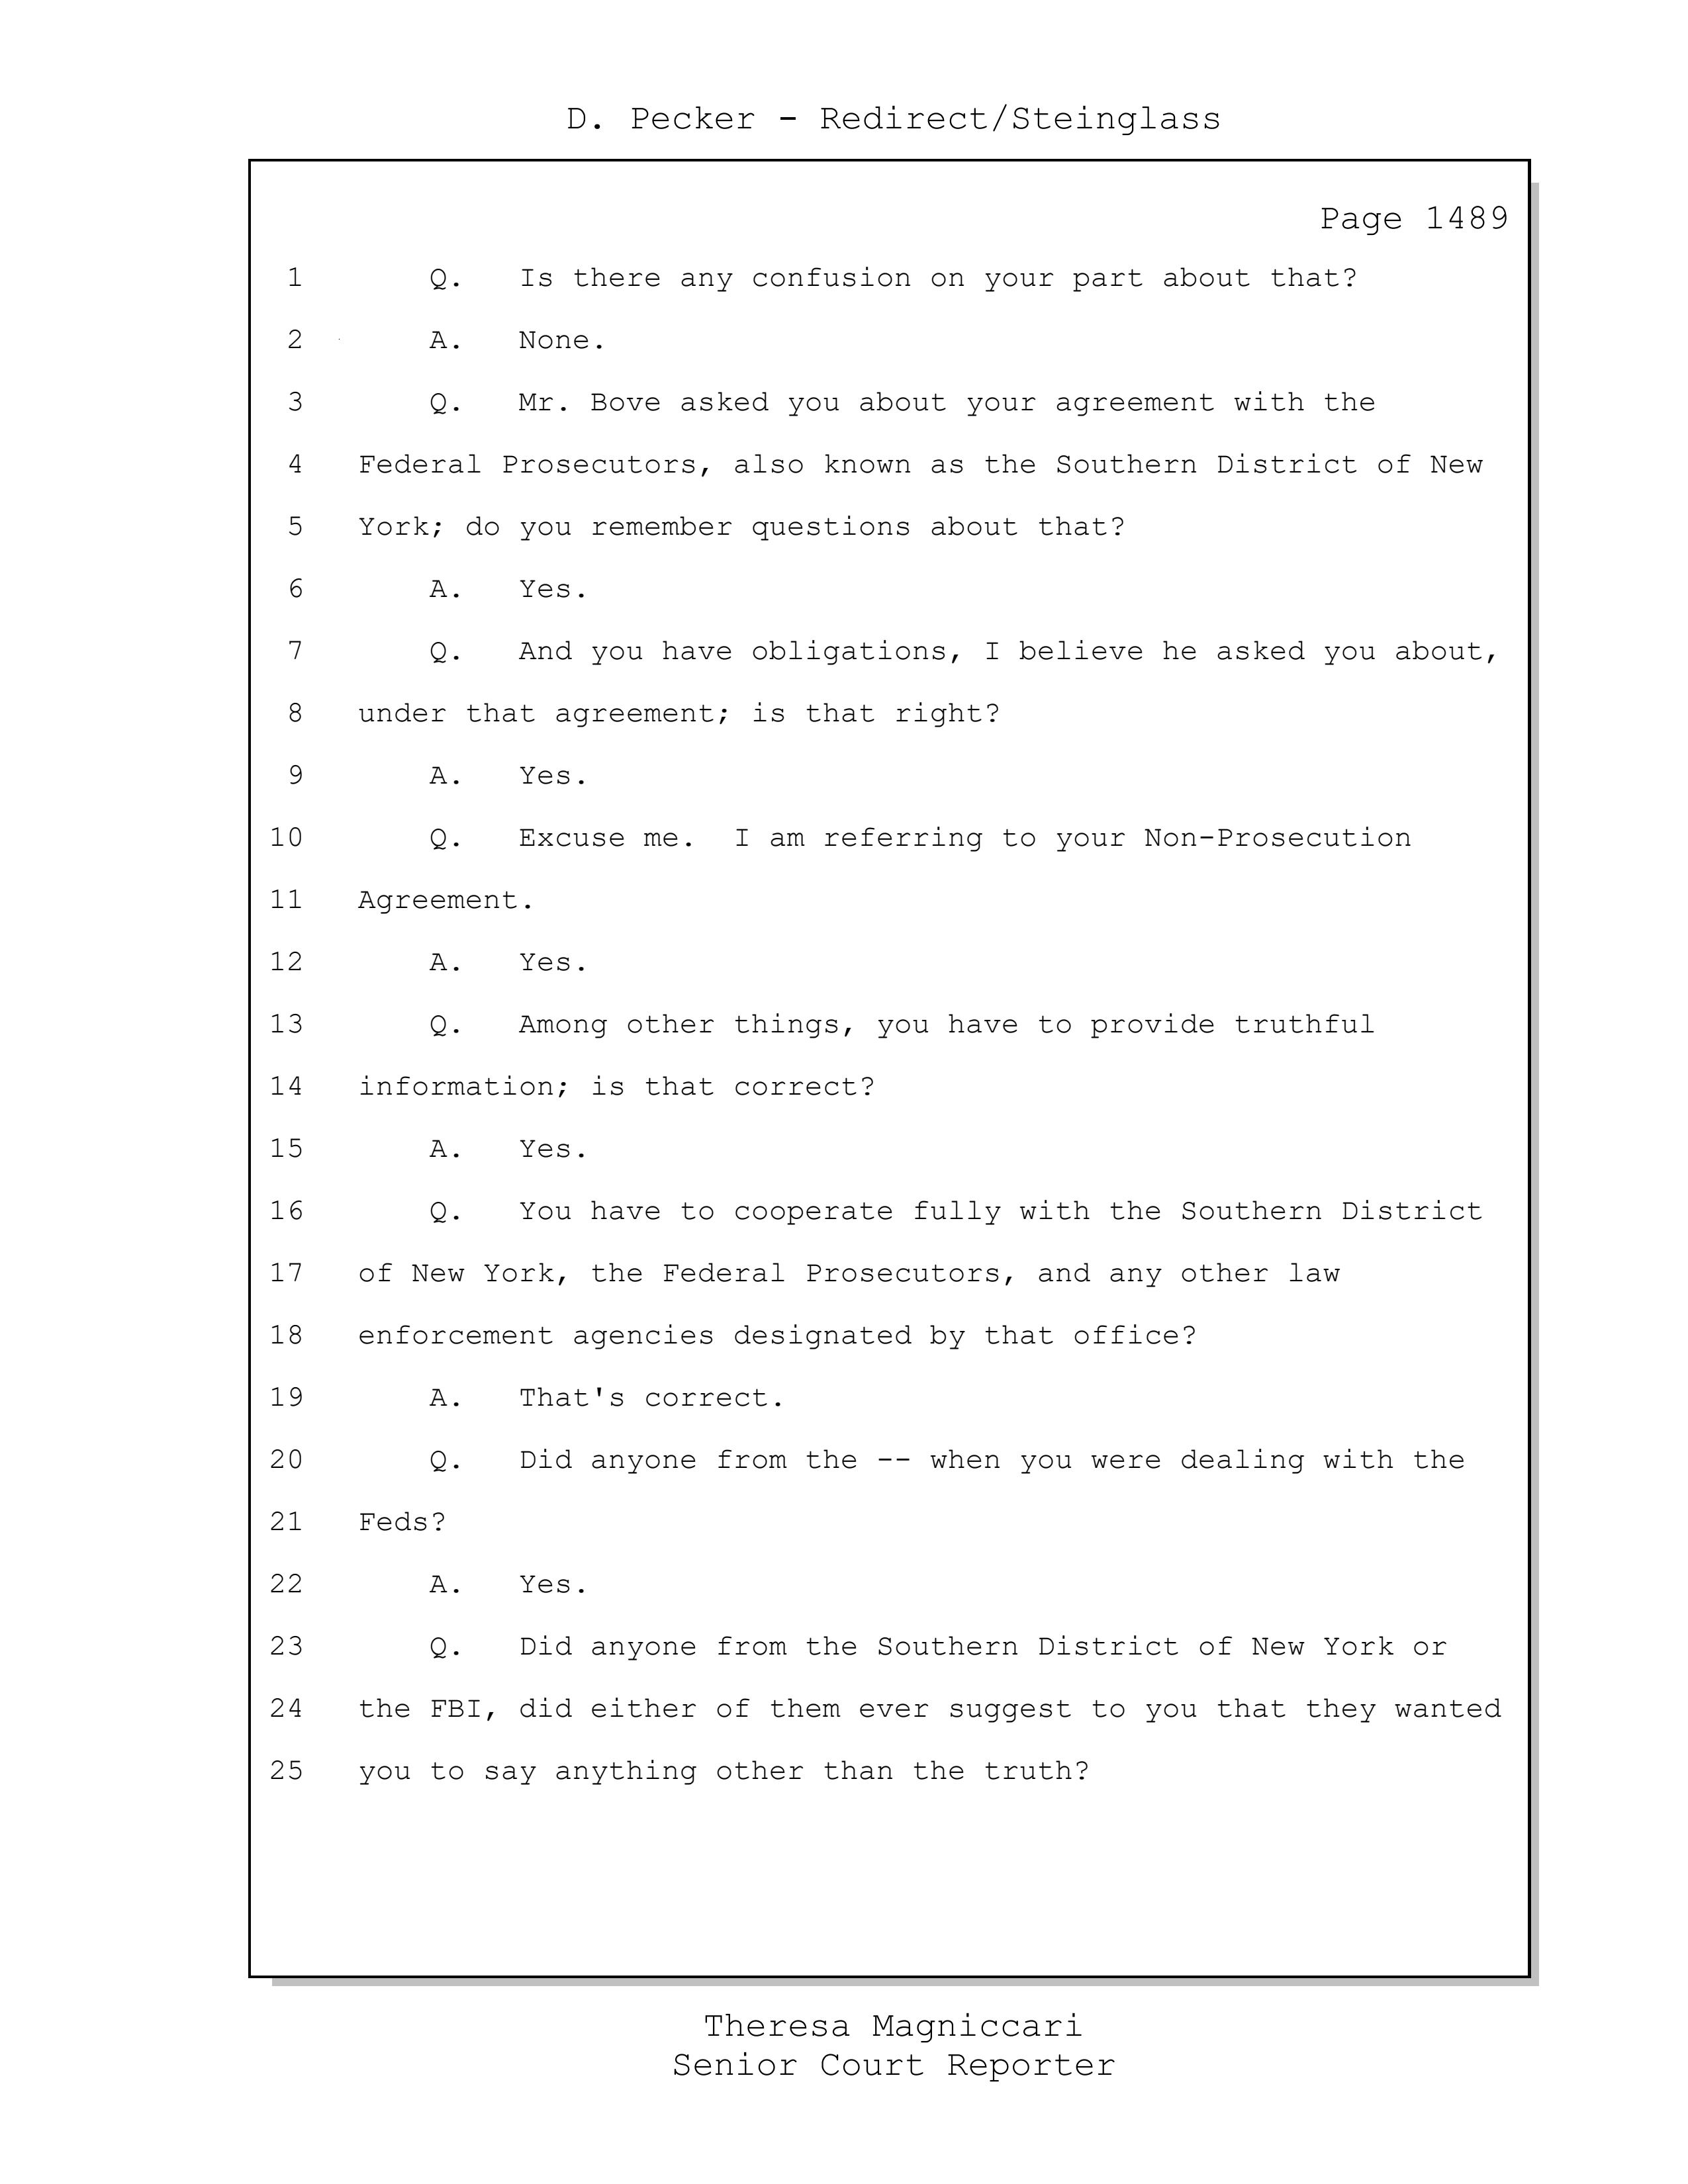 D. Pecker - Redirect/Steinglass
Page 1489
1 Q. Is there any confusion on your part about that?
2 A. None.
3 Q. Mr. Bove asked you about your agreement with the
4 Federal Prosecutors, also known as the Southern District of New
5 York; do you remember questions about that?
6 A. Yes.
7 Q. And you have obligations, I believe he asked you about,
8 under that agreement; is that right?
9 A. Yes.
10 Q. Excuse me. I am referring to your Non-Prosecution
11 Agreement.
12 A. Yes.
13 Q. Among other things, you have to provide truthful
14 information; is that correct?
15 A. Yes.
16 Q. You have to cooperate fully with the Southern District
17 of New York, the Federal Prosecutors, and any other law
18 enforcement agencies designated by that office?
19 A. That's correct.
20 Q. Did anyone from the -- when you were dealing with the
21 Feds?
22 A. Yes.
23 Q. Did anyone from the Southern District of New York or
24 the FBI, did either of them ever suggest to you that they wanted
25 you to say anything other than the truth?
Theresa Magniccari
Senior Court Reporter